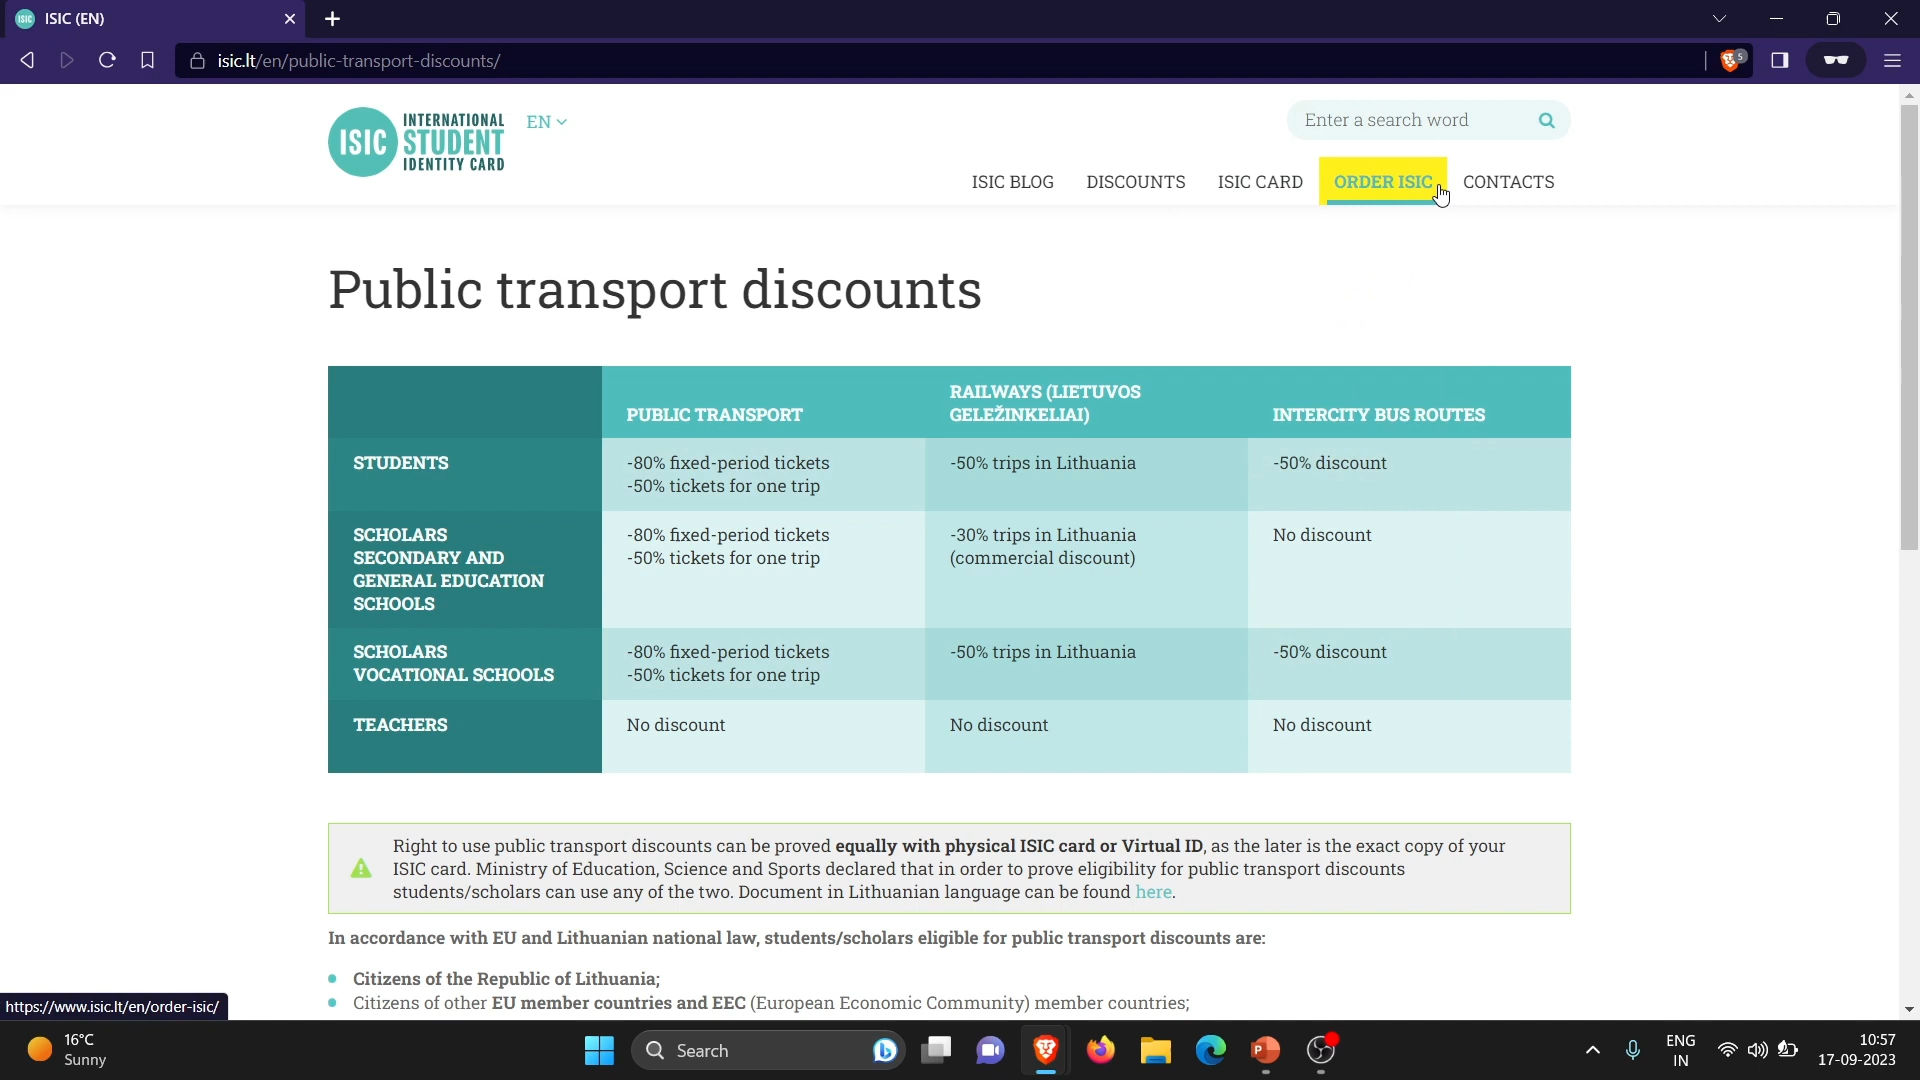 ISIC (EN)
isic.lt/en/public-transport-discounts/
5
ISIC
INTERNATIONAL
STUDENT
IDENTITY CARD
EN
Enter a search word
ISIC BLOG
DISCOUNTS
ISIC CARD
ORDER ISIC
CONTACTS
Public transport discounts
PUBLIC TRANSPORT
RAILWAYS (LIETUVOS
GELEŽINKELIAI)
INTERCITY BUS ROUTES
STUDENTS
-80% fixed-period tickets
-50% tickets for one trip
-50% trips in Lithuania
-50% discount
SCHOLARS
SECONDARY AND
GENERAL EDUCATION
SCHOOLS
-80% fixed-period tickets
-50% tickets for one trip
-30% trips in Lithuania
(commercial discount)
No discount
SCHOLARS
VOCATIONAL SCHOOLS
-80% fixed-period tickets
-50% tickets for one trip
-50% trips in Lithuania
-50% discount
TEACHERS
No discount
No discount
No discount
Right to use public transport discounts can be proved equally with physical ISIC card or Virtual ID, as the later is the exact copy of your
ISIC card. Ministry of Education, Science and Sports declared that in order to prove eligibility for public transport discounts
students/scholars can use any of the two. Document in Lithuanian language can be found here.
In accordance with EU and Lithuanian national law, students/scholars eligible for public transport discounts are:
Citizens of the Republic of Lithuania;
Citizens of other EU member countries and EEC (European Economic Community) member countries;
https://www.isic.lt/en/order-isic/
16°C
Sunny
Search
ENG
IN
10:57
17-09-2023